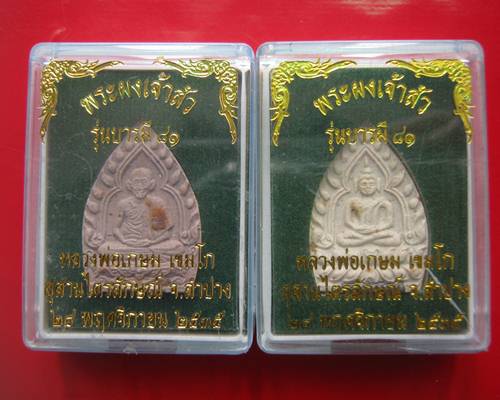 พระผงเจ้าสัว
รุ่นบารมี ๘๑
หลวงพ่อเกษม เขมโก
สุสานไตรลักษณ์ จ.ลำปาง
๒๘ พฤศจิกายน ๒๕๓๕
พระผงเจ้าสัว
รุ่นบารมี ๘๑
หลวงพ่อเกษม เขมโก
สุสานไตรลักษณ์ จ.ลำปาง
๒๘ พฤศจิกายน ๒๕๓๕